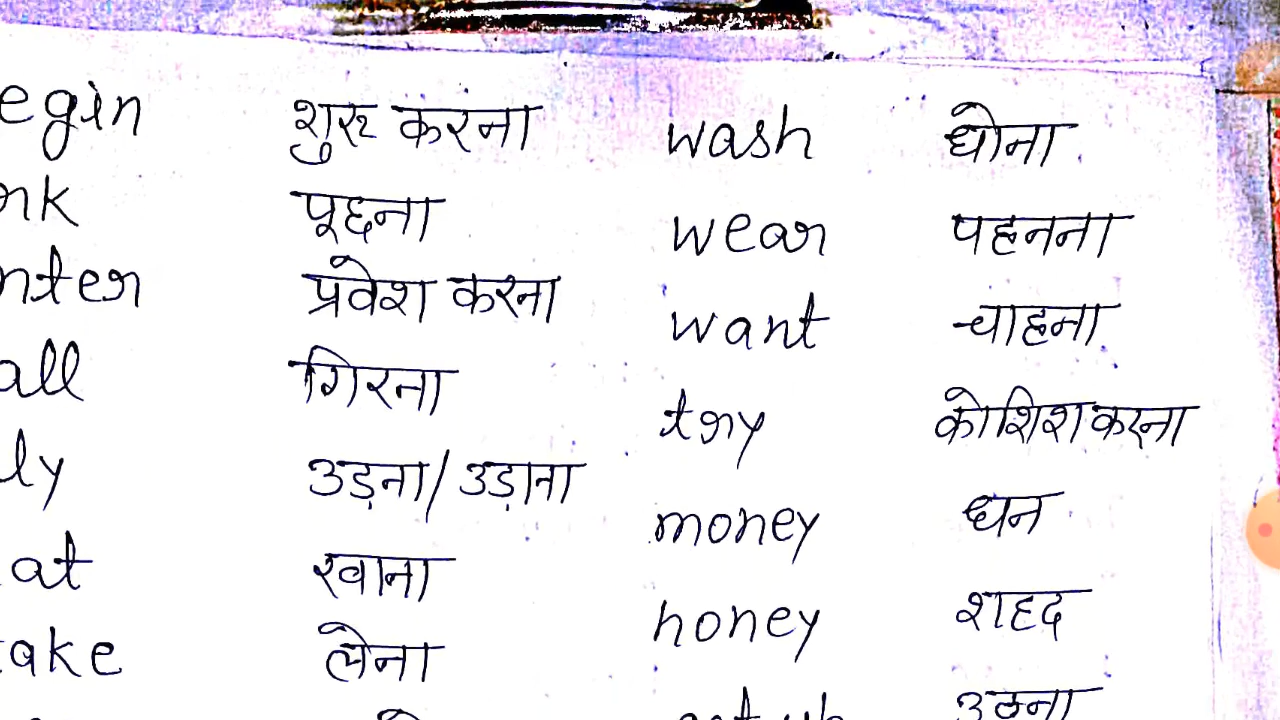 egin शुरु करना wash धोना
nk पूछना wear पहनना
nter प्रवेश करना want चाहना
all गिरना try कोशिश करना
ly उड़ना/उड़ाना money धन
at खाना honey शहद
ake लेना
उठना